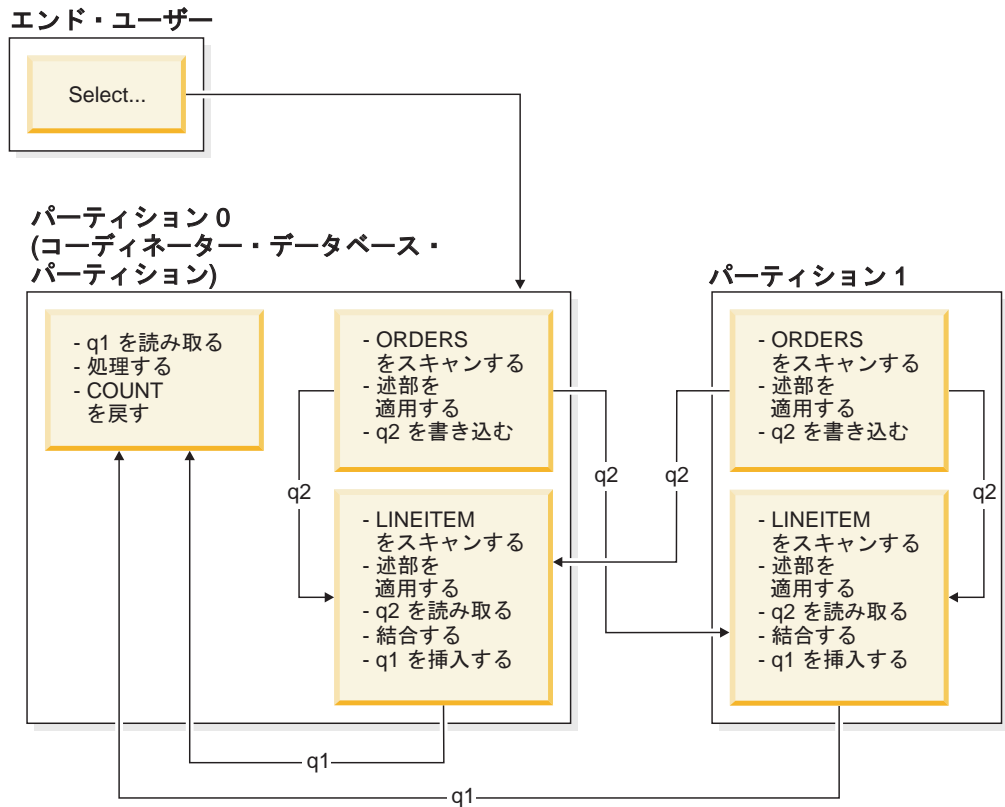 エンド・ユーザー
Select...
パーティション 0
(コーディネーター・データベース・
パーティション)
- q1 を読み取る
- 処理する
- COUNT
を戻す
- ORDERS
をスキャンする
- 述部を
適用する
- q2 を書き込む
q2
- LINEITEM
をスキャンする
- 述部を
適用する
- q2 を読み取る
- 結合する
- q1 を挿入する
q2
q2
パーティション 1
- ORDERS
をスキャンする
- 述部を
適用する
- q2 を書き込む
q2
- LINEITEM
をスキャンする
- 述部を
適用する
- q2 を読み取る
- 結合する
- q1 を挿入する
q1
q1